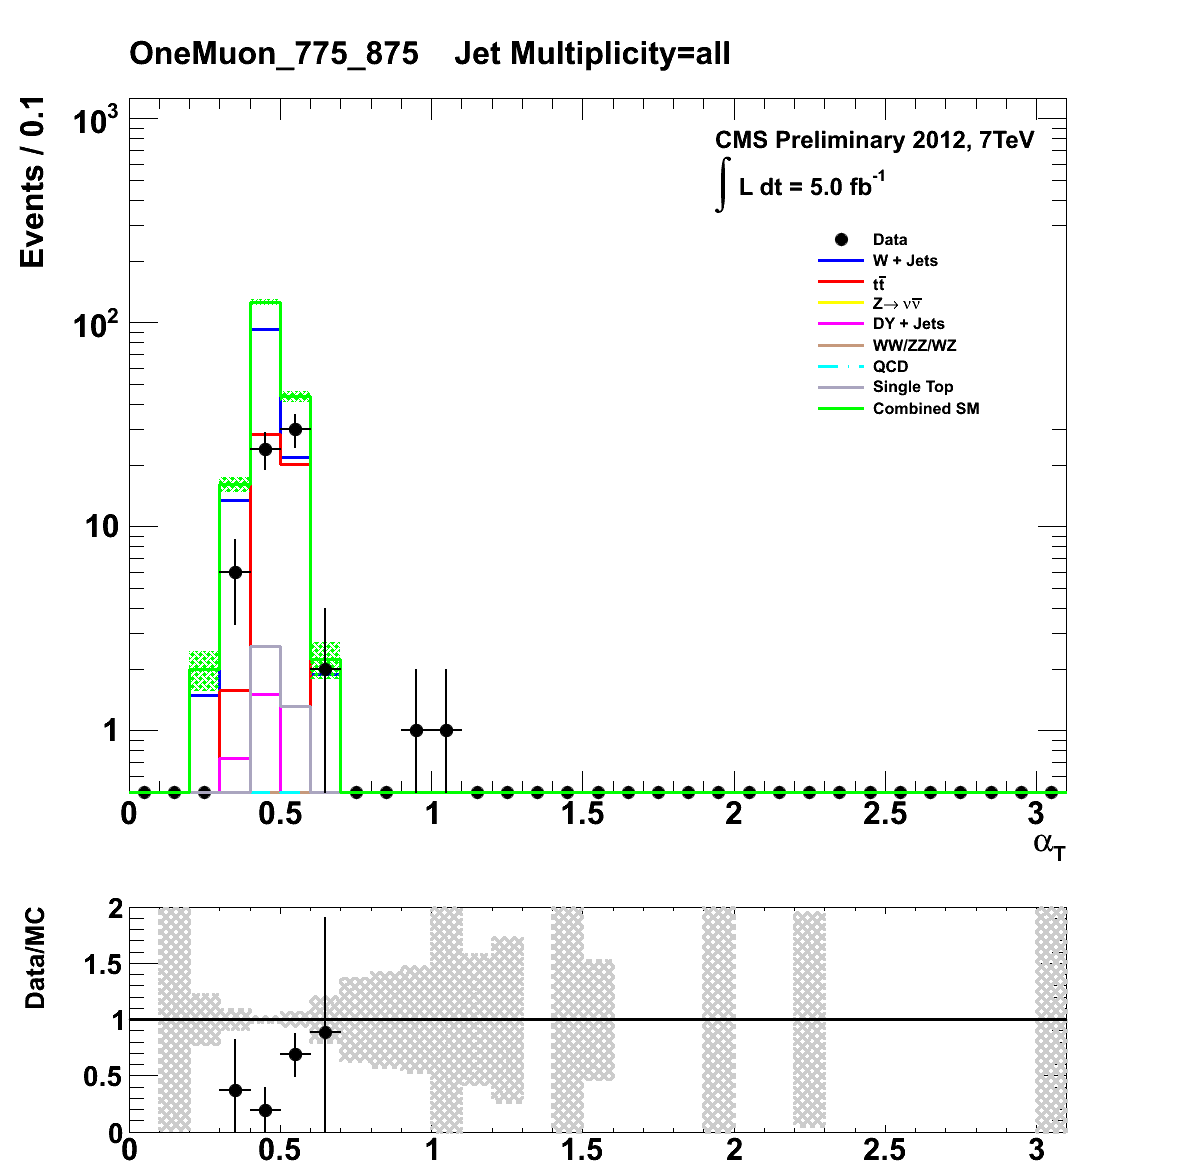 OneMuon_775_875 Jet Multiplicity=all
Events / 0.1
10³
10²
10
1
CMS Preliminary 2012, 7TeV
∫ L dt = 5.0 fb⁻¹
Data
W + Jets
tt̅
Z→ νν̅
DY + Jets
WW/ZZ/WZ
QCD
Single Top
Combined SM
0 0.5 1 1.5 2 2.5 3
α_T
Data/MC
2
1.5
1
0.5
0
0 0.5 1 1.5 2 2.5 3